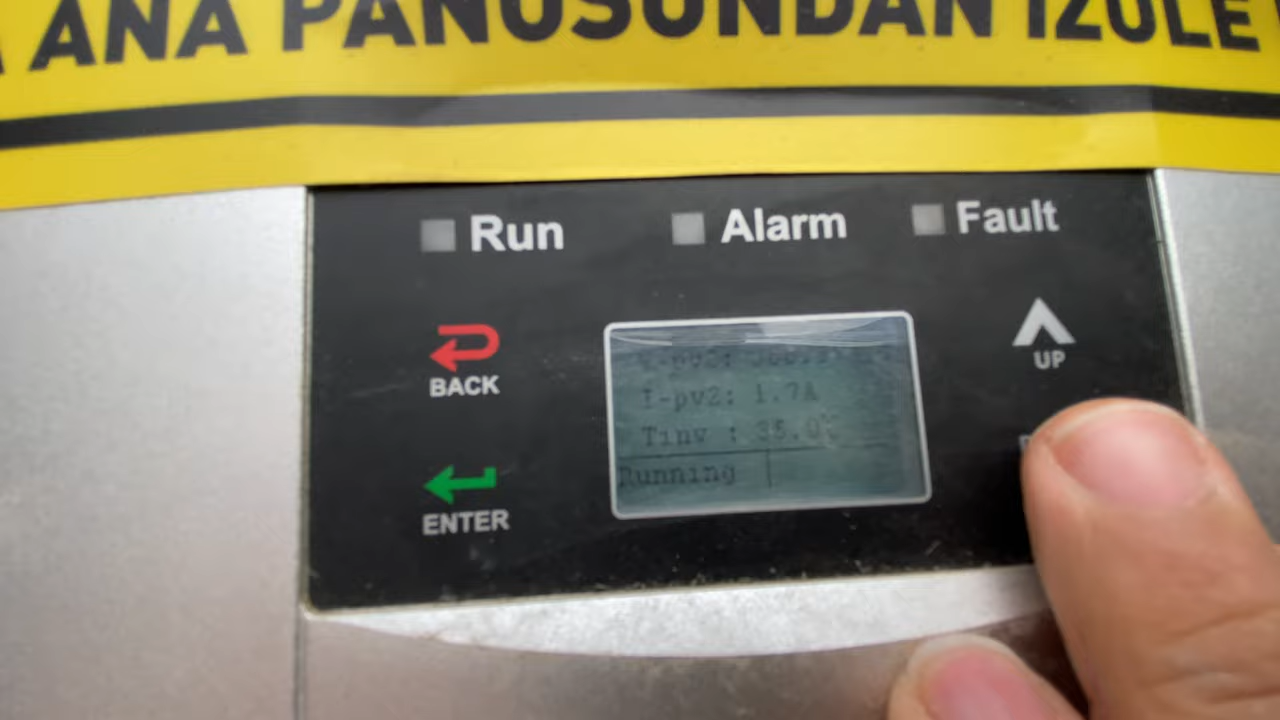 ANA PANOSUNDAN İZOLE
Run
Alarm
Fault
BACK
UP
ENTER
I-pv2: 1.7A
Tinv : 35.0℃
Running